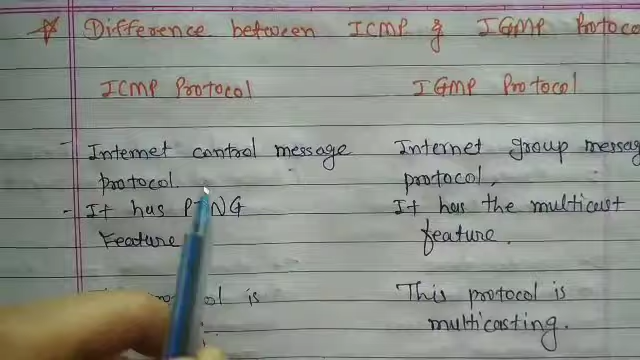 Difference between ICMP & IGMP Protoco
ICMP Protocol IGMP Protocol
- Internet control message Internet group messag
protocol. protocol,
- It has PING It has the multicast
Feature feature.
is This protocol is
multicasting.